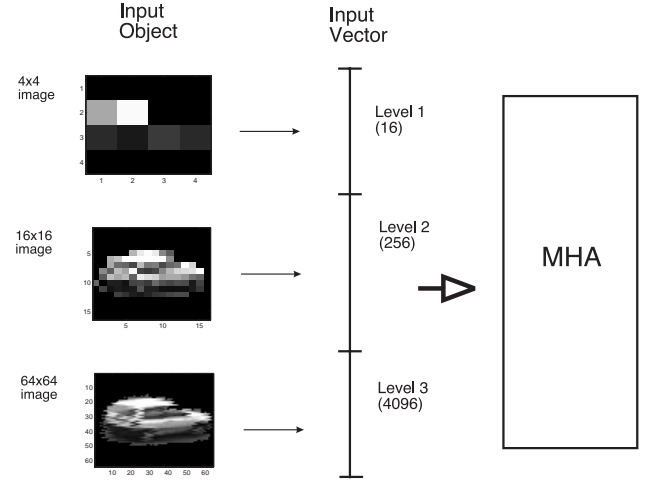 Input
Object
Input
Vector
4x4
image
1
2
3
4
1 2 3 4
Level 1
(16)
16x16
image
5
10
15
5 10 15
Level 2
(256)
MHA
64x64
image
10
20
30
40
50
60
10 20 30 40 50 60
Level 3
(4096)